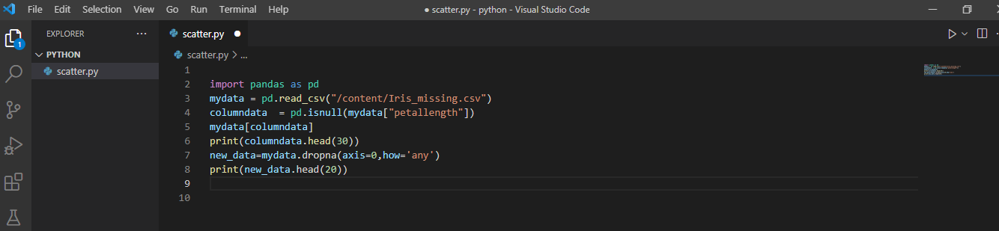 File Edit Selection View Go Run Terminal Help
● scatter.py - python - Visual Studio Code
EXPLORER ...
scatter.py
1
PYTHON
scatter.py > ...
scatter.py
1
2 import pandas as pd
3 mydata = pd.read_csv("/content/Iris_missing.csv")
4 columndata  = pd.isnull(mydata["petallength"])
5 mydata[columndata]
6 print(columndata.head(30))
7 new_data=mydata.dropna(axis=0,how='any')
8 print(new_data.head(20))
9
10